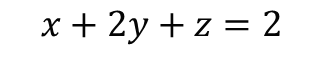 x + 2y + z = 2